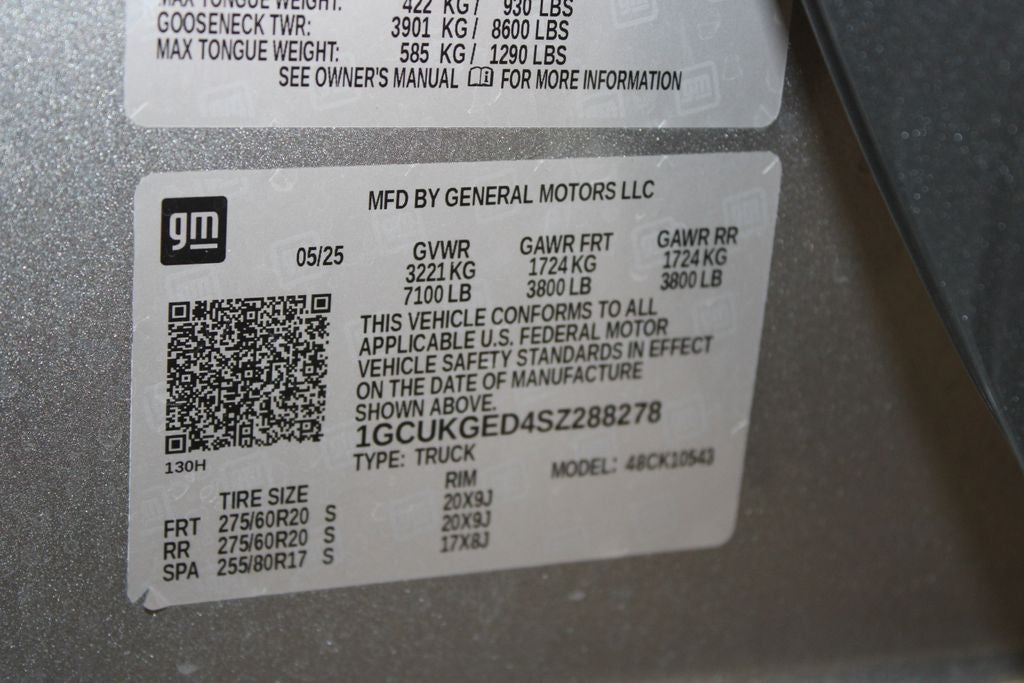 MAX TONGUE WEIGHT: 422 KG/ 930 LBS
GOOSENECK TWR: 3901 KG/ 8600 LBS
MAX TONGUE WEIGHT: 585 KG/ 1290 LBS
SEE OWNER'S MANUAL FOR MORE INFORMATION
gm
MFD BY GENERAL MOTORS LLC
05/25
GVWR GAWR FRT GAWR RR
3221 KG 1724 KG 1724 KG
7100 LB 3800 LB 3800 LB
THIS VEHICLE CONFORMS TO ALL
APPLICABLE U.S. FEDERAL MOTOR
VEHICLE SAFETY STANDARDS IN EFFECT
ON THE DATE OF MANUFACTURE
SHOWN ABOVE.
1GCUKGED4SZ288278
TYPE: TRUCK MODEL: 48CK10543
130H
TIRE SIZE RIM
FRT 275/60R20 S 20X9J
RR 275/60R20 S 20X9J
SPA 255/80R17 S 17X8J